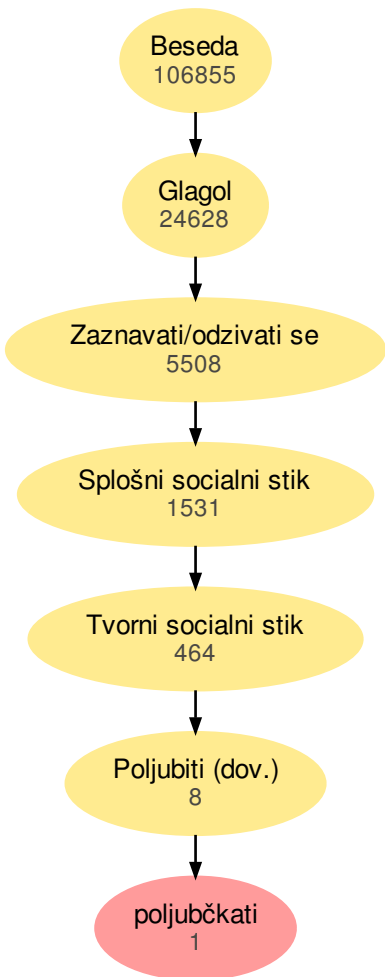 Beseda
106855
Glagol
24628
Zaznavati/odzivati se
5508
Splošni socialni stik
1531
Tvorni socialni stik
464
Poljubiti (dov.)
8
poljubčkati
1